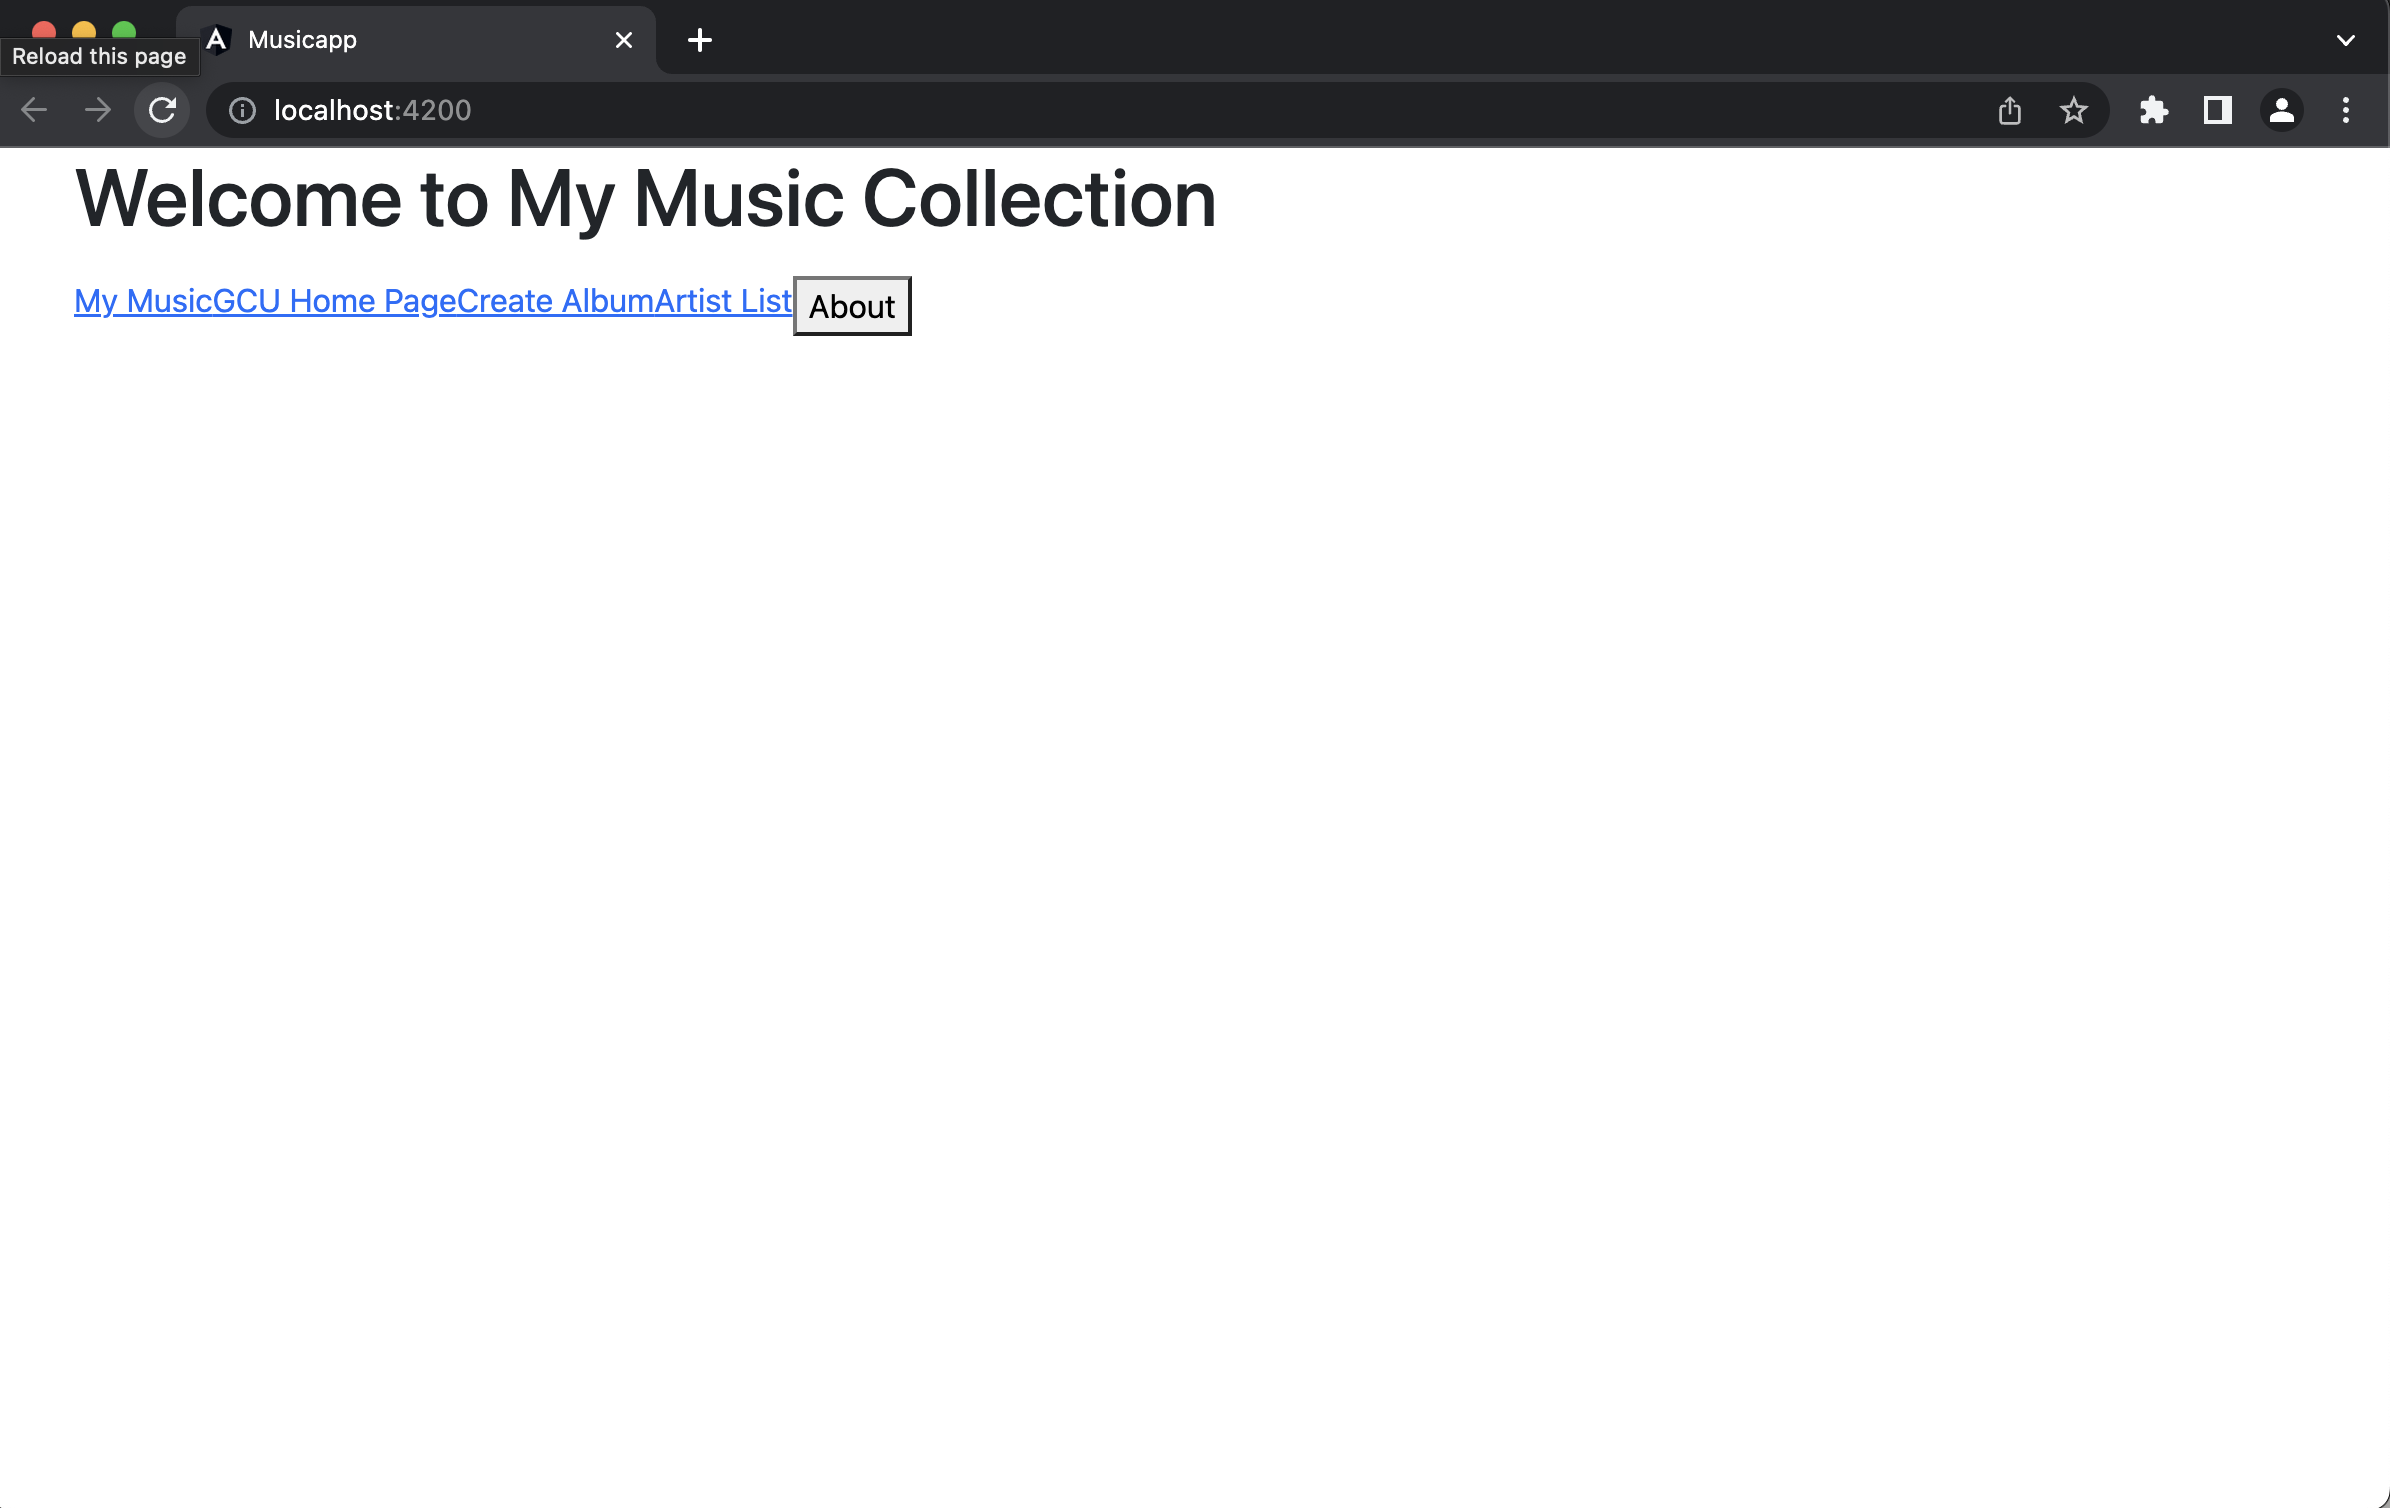 Musicapp
Reload this page
localhost:4200
Welcome to My Music Collection
My MusicGCU Home PageCreate AlbumArtist List About